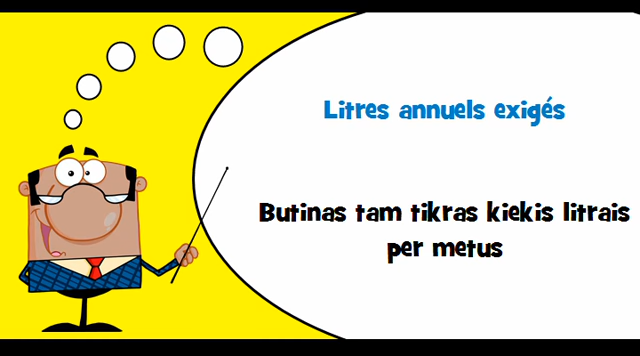 Litres annuels exigés
Butinas tam tikras kiekis litrais
per metus